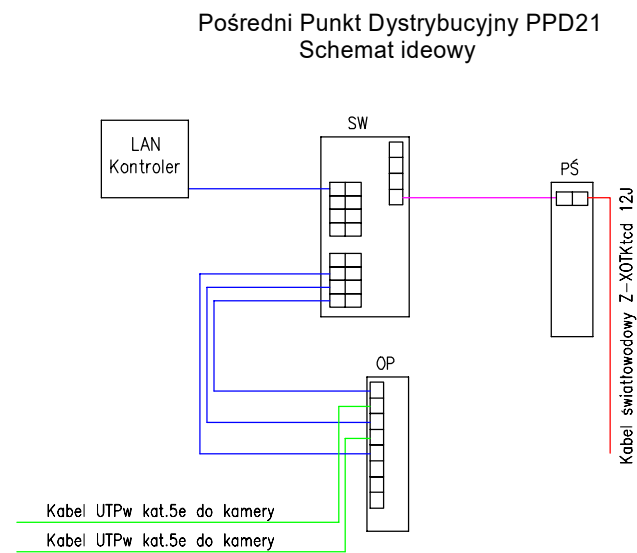 Pośredni Punkt Dystrybucyjny PPD21
Schemat ideowy
SW
LAN
Kontroler
PŚ
Kabel swiatłowodowy Z-XOTKtcd 12J
OP
Kabel UTPw kat.5e do kamery
Kabel UTPw kat.5e do kamery